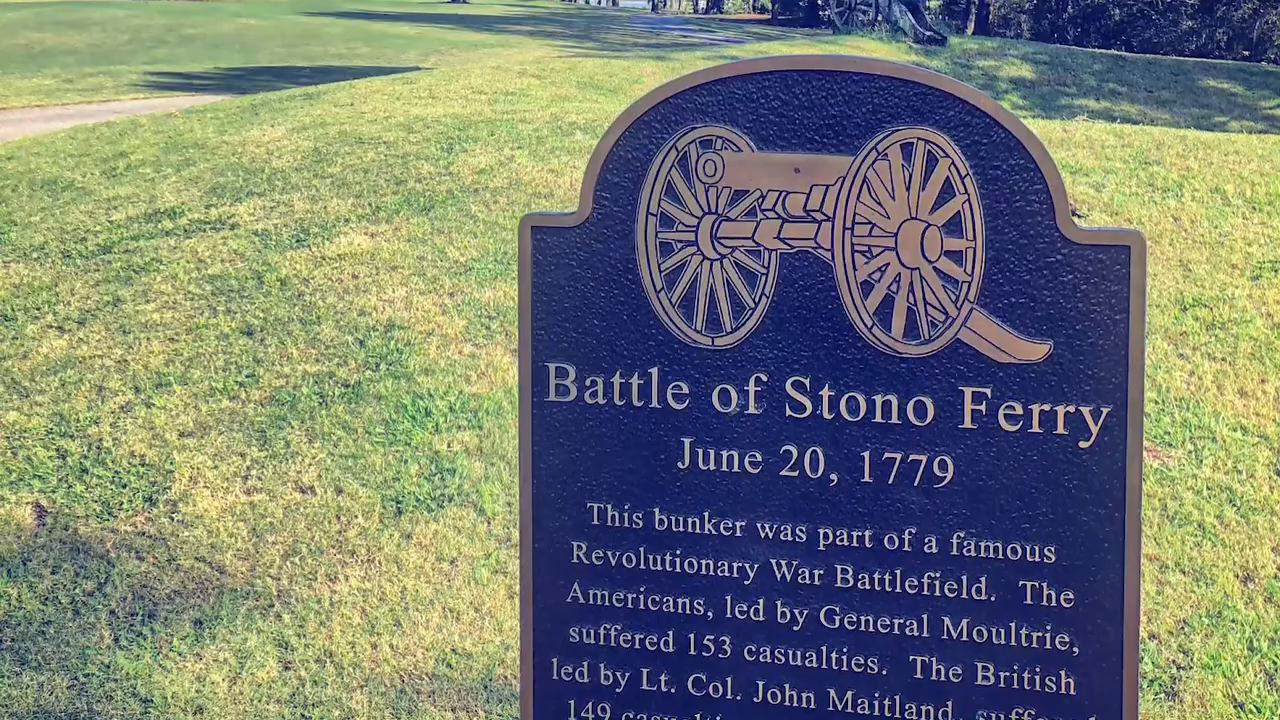 Battle of Stono Ferry
June 20, 1779
This bunker was part of a famous
Revolutionary War Battlefield. The
Americans, led by General Moultrie,
suffered 153 casualties. The British
led by Lt. Col. John Maitland,
149